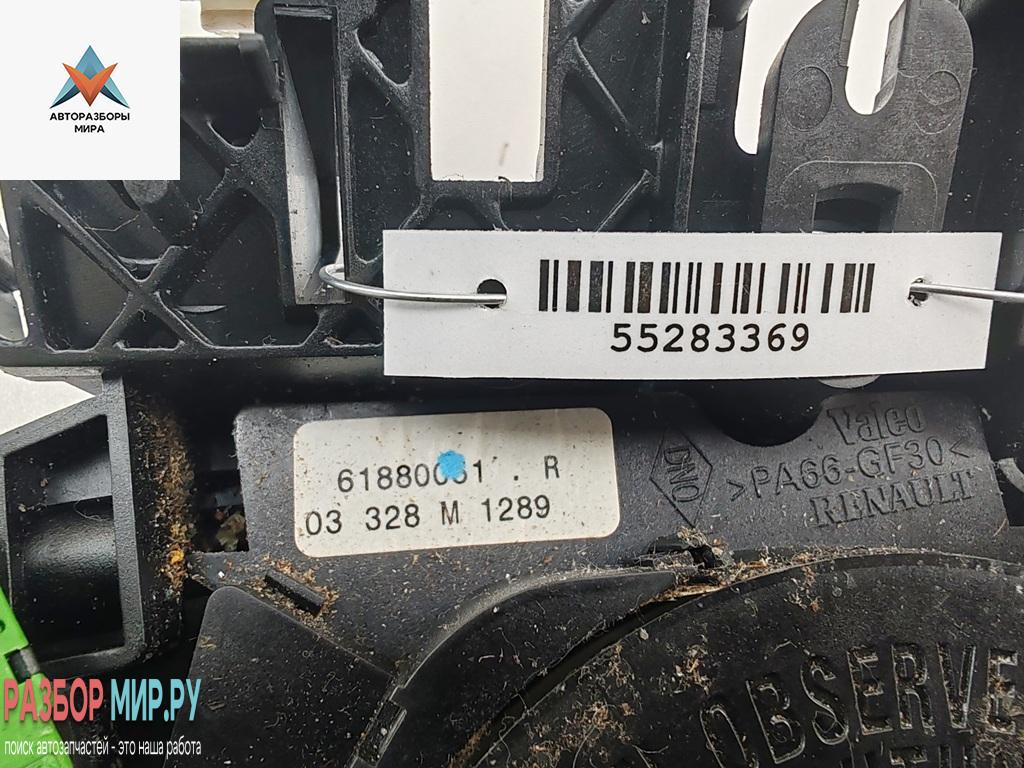 АВТОРАЗБОРЫ
МИРА
55283369
R
03 328 M 1289
Valeo
DNO
>PA66-GF30<
RENAULT
OBSERVE
РАЗБОР МИР.РУ
поиск автозапчастей - это наша работа